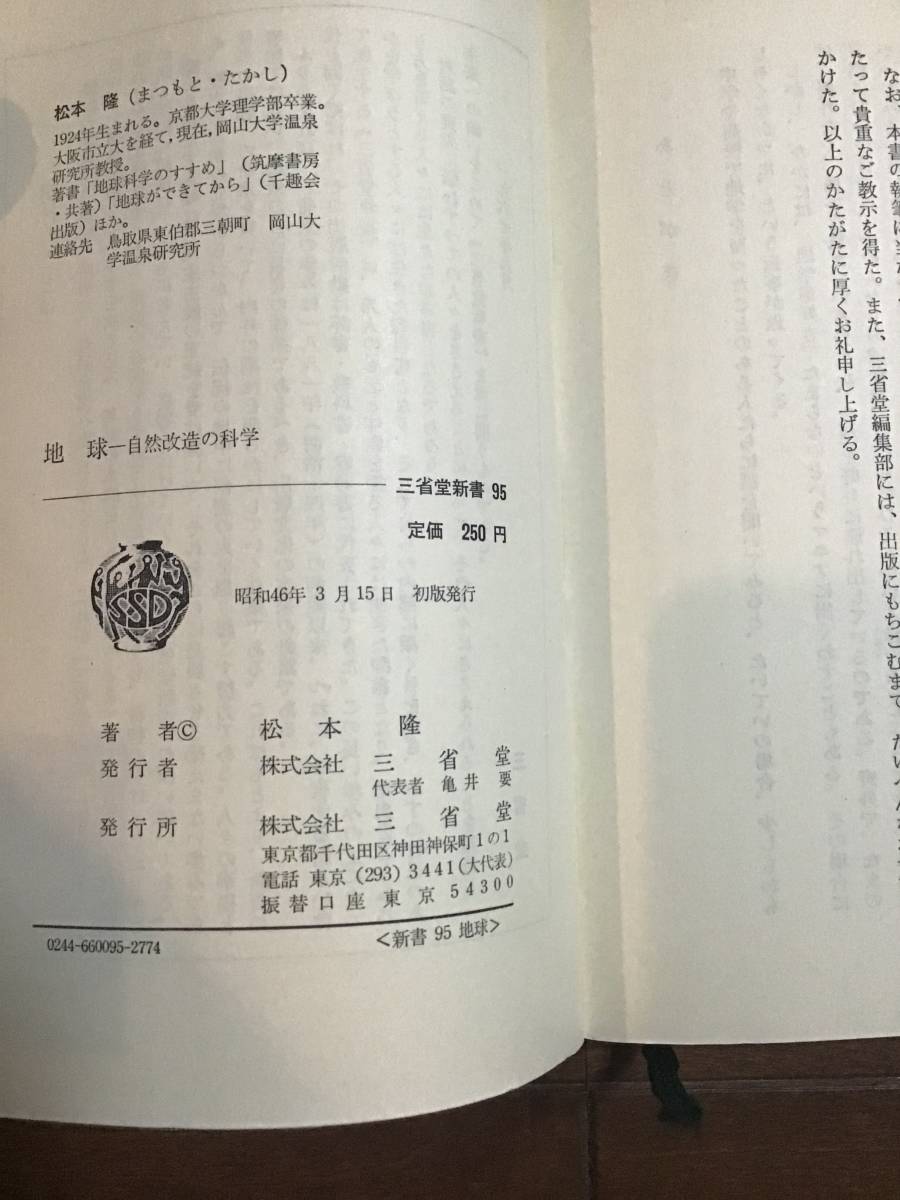 なお、本書の執筆に当
たって貴重なご教示を得た。また、三省堂編集部には、出版にもちこむまで、たいへん
かけた。以上のかたがたに厚くお礼申し上げる。
松本　隆(まつもと・たかし)
1924年生まれる。京都大学理学部卒業。
大阪市立大を経て,現在,岡山大学温泉
研究所教授。
著書「地球科学のすすめ」(筑摩書房
・共著)「地球ができてから」(千趣会
出版)ほか。
連絡先　鳥取県東伯郡三朝町　岡山大
学温泉研究所
地　球―自然改造の科学
三省堂新書 95
定価　250 円
SSD
昭和46年 3 月 15 日　初版発行
著　者©　松　本　隆
発行者　株式会社　三　省　堂
代表者　亀井　要
発行所　株式会社　三　省　堂
東京都千代田区神田神保町1の1
電話 東京 (293) 3441(大代表)
振替口座 東京 54300
0244-660095-2774
<新書 95 地球>